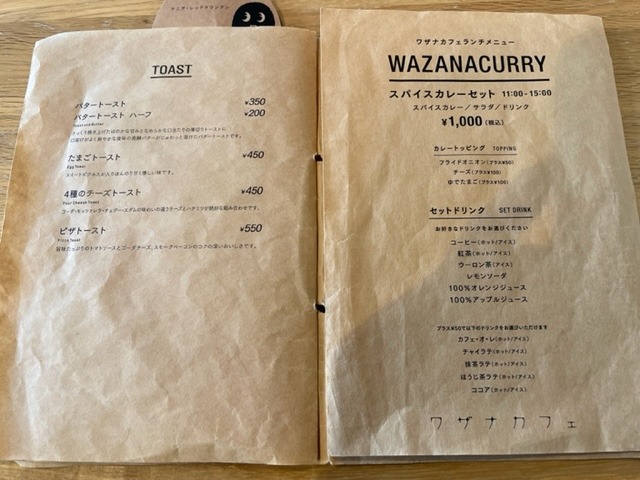 ケニア・レッドマウンテン
TOAST
バタートースト ¥350
バタートースト ハーフ ¥200
たまごトースト ¥450
Egg Toast
4種のチーズトースト ¥450
Four Cheese Toast
ピザトースト ¥550
Pizza Toast
ワザナカフェランチメニュー
WAZANACURRY
スパイスカレーセット 11:00-15:00
スパイスカレー／サラダ／ドリンク
¥1,000(税込)
カレートッピング TOPPING
フライドオニオン(プラス¥50)
チーズ(プラス¥100)
ゆでたまご(プラス¥100)
セットドリンク SET DRINK
お好きなドリンクをお選びください
コーヒー(ホット/アイス)
紅茶(ホット/アイス)
ウーロン茶(アイス)
レモンソーダ
100%オレンジジュース
100%アップルジュース
プラス¥50で以下のドリンクをお選びいただけます
カフェ・オ・レ(ホット/アイス)
チャイラテ(ホット/アイス)
抹茶ラテ(ホット/アイス)
ほうじ茶ラテ(ホット/アイス)
ココア(ホット/アイス)
ワザナカフェ